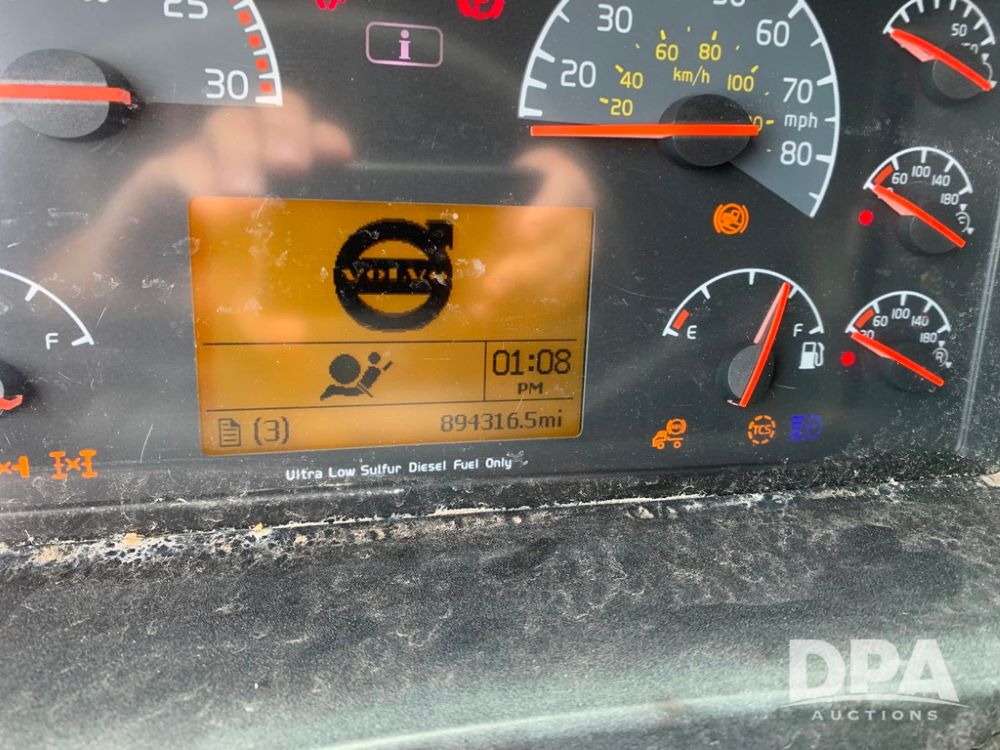 25
30
i
20
30
60
70
80
mph
20
40
60
80
100
km/h
50
60 100 140 180
F
VOLVO
01:08
PM
(3)
894316.5mi
E
F
60 100 140
180
TCS
Ultra Low Sulfur Diesel Fuel Only
DPA
AUCTIONS